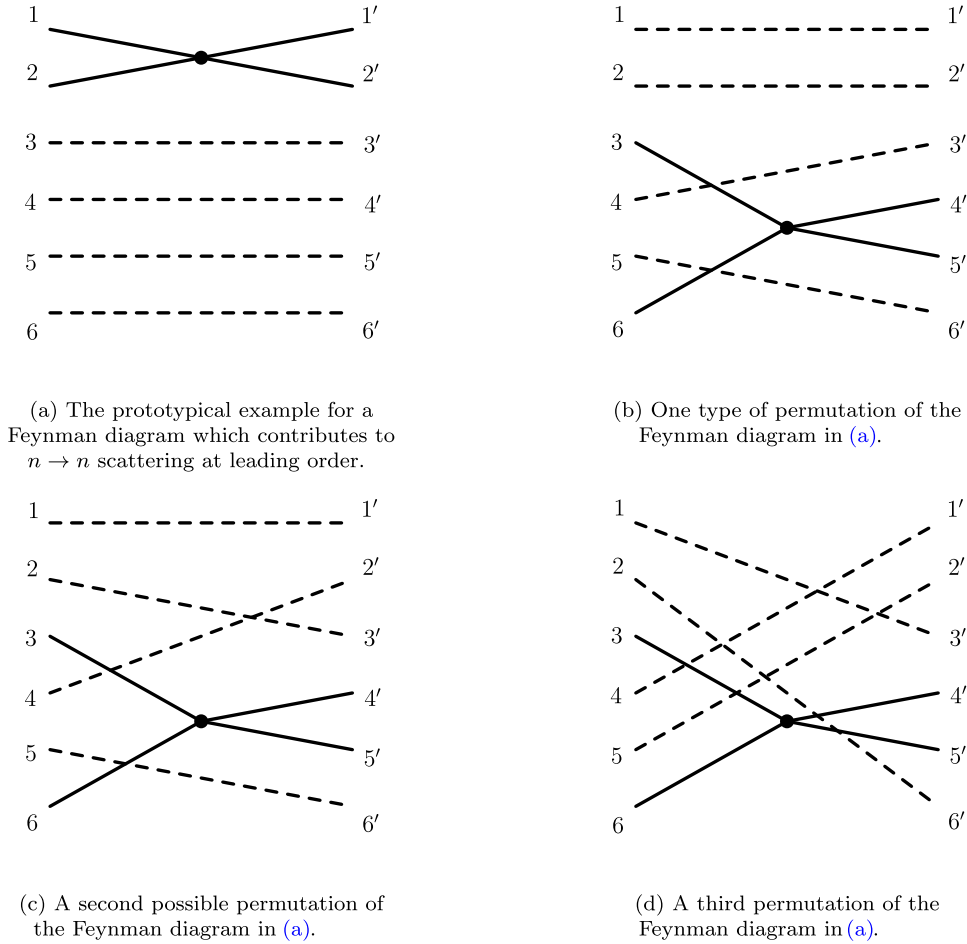 1 1′ 1 1′
2 2′ 2 2′
3 3′ 3 3′
4 4′ 4 4′
5 5′ 5 5′
6 6′ 6 6′
(a) The prototypical example for a
Feynman diagram which contributes to
n → n scattering at leading order.
(b) One type of permutation of the
Feynman diagram in (a).
1 1′ 1 1′
2 2′ 2 2′
3 3′ 3 3′
4 4′ 4 4′
5 5′ 5 5′
6 6′ 6 6′
(c) A second possible permutation of
the Feynman diagram in (a).
(d) A third permutation of the
Feynman diagram in (a).